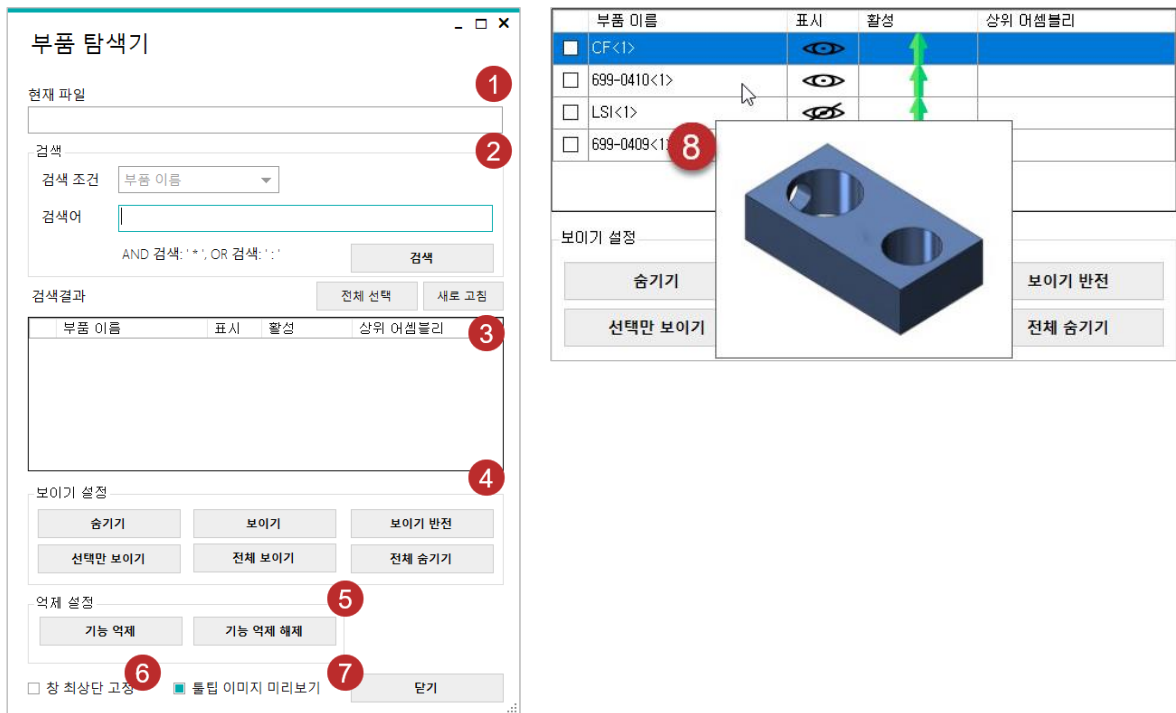 부품 탐색기
1
현재 파일
2
검색
검색 조건 부품 이름
검색어
AND 검색: ' * ', OR 검색: ' : '
검색
검색결과 전체 선택 새로 고침
부품 이름 표시 활성 상위 어셈블리 3
4
보이기 설정
숨기기 보이기 보이기 반전
선택만 보이기 전체 보이기 전체 숨기기
5
억제 설정
기능 억제 기능 억제 해제
6 7
창 최상단 고정 툴팁 이미지 미리보기 닫기
부품 이름 표시 활성 상위 어셈블리
CF<1>
699-0410<1>
LSI<1>
699-0409<1> 8
보이기 설정
숨기기 보이기 반전
선택만 보이기 전체 숨기기